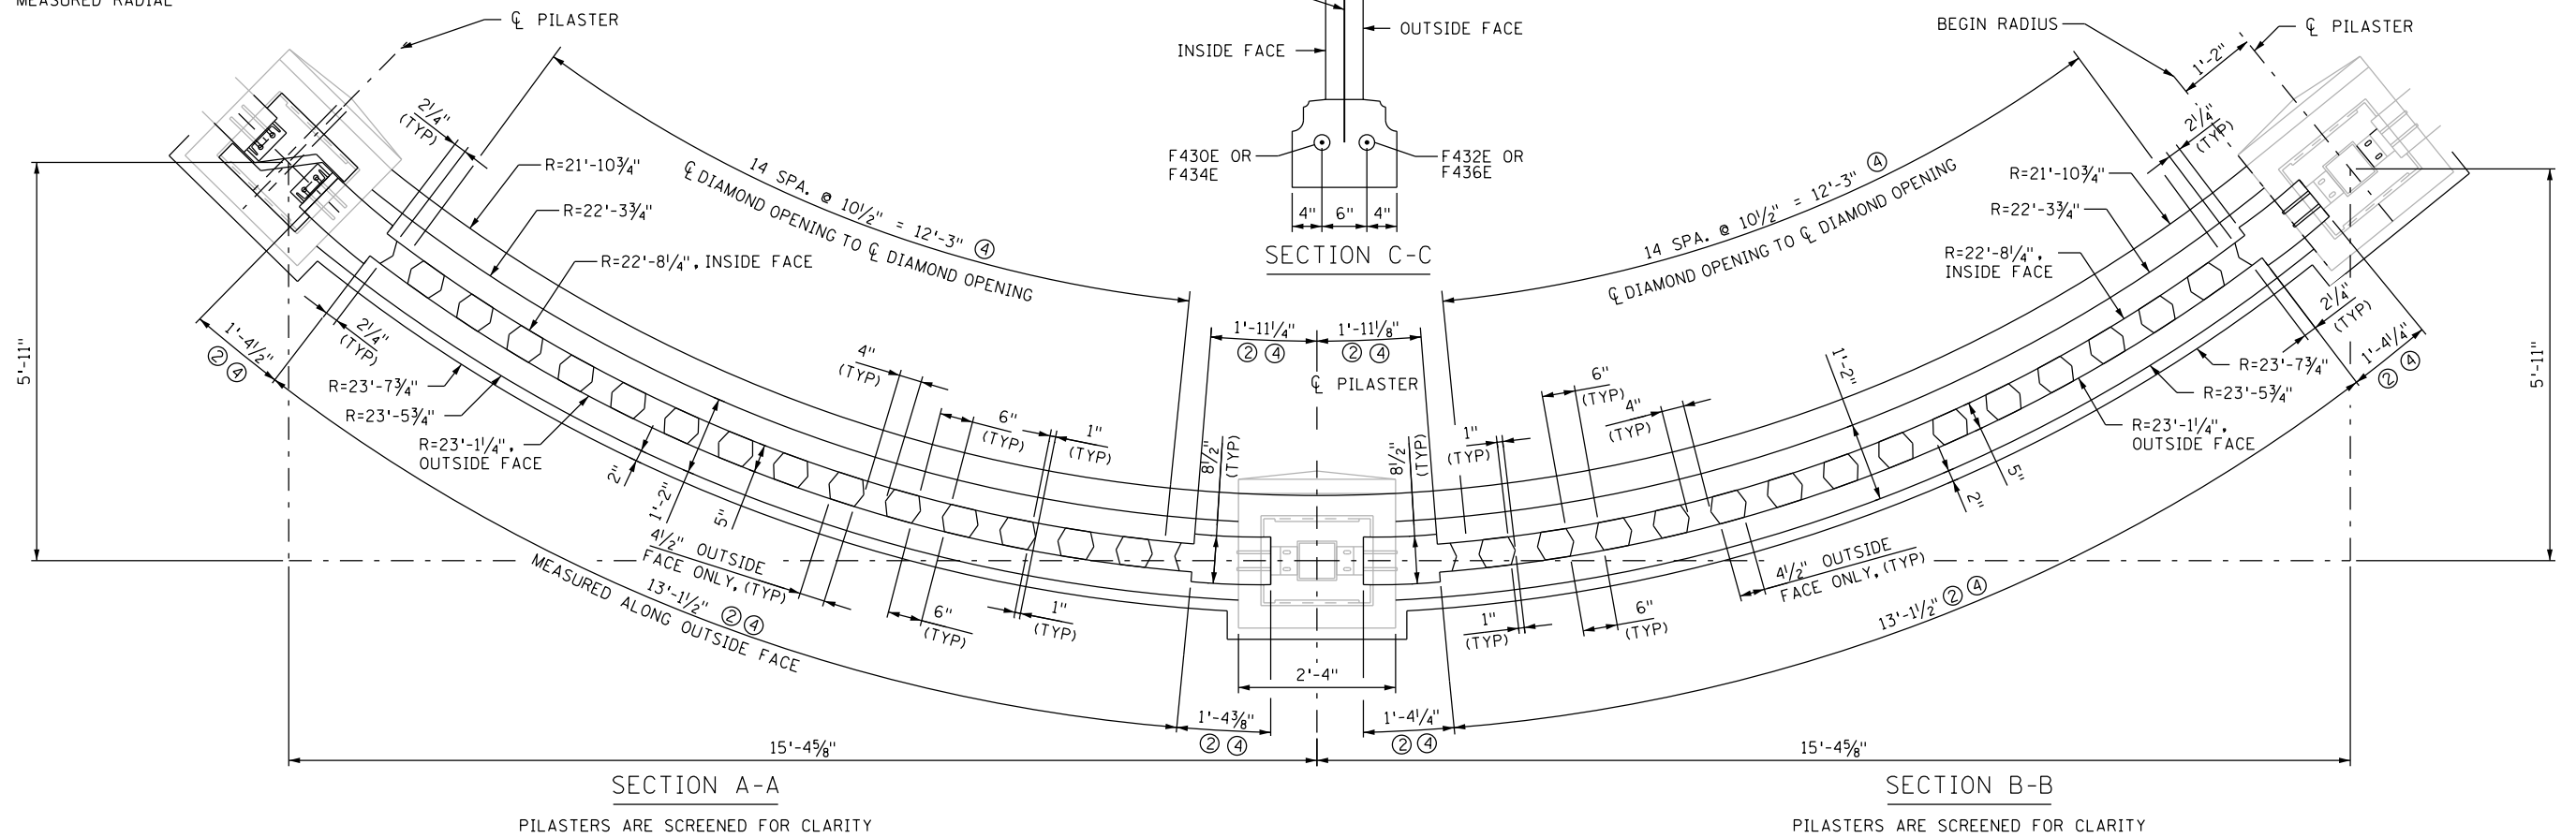 MEASURED RADIAL
℄ PILASTER
INSIDE FACE
OUTSIDE FACE
F430E OR
F434E
F432E OR
F436E
4" 6" 4"
SECTION C-C
BEGIN RADIUS
1'-2"
℄ PILASTER
2¼"
(TYP)
R=21'-10¾"
R=22'-3¾"
R=22'-8¼", INSIDE FACE
14 SPA. @ 10½" = 12'-3" ④
℄ DIAMOND OPENING TO ℄ DIAMOND OPENING
14 SPA. @ 10½" = 12'-3" ④
℄ DIAMOND OPENING TO ℄ DIAMOND OPENING
2¼"
(TYP)
R=21'-10¾"
R=22'-3¾"
R=22'-8¼",
INSIDE FACE
5'-11"
1'-4½"
② ④
2¼"
(TYP)
R=23'-7¾"
R=23'-5¾"
R=23'-1¼",
OUTSIDE FACE
4"
(TYP)
6"
(TYP)
1"
(TYP)
2"
1'-2"
5"
4½" OUTSIDE
FACE ONLY, (TYP)
6"
(TYP)
1"
(TYP)
13'-1½" ② ④
MEASURED ALONG OUTSIDE FACE
1'-11¼"
② ④
1'-11⅛"
② ④
℄ PILASTER
8½"
(TYP)
8½"
(TYP)
2'-4"
1'-4⅜"
② ④
1'-4¼"
② ④
1"
(TYP)
6"
(TYP)
4"
(TYP)
1'-2"
5"
2"
1"
(TYP)
6"
(TYP)
4½" OUTSIDE
FACE ONLY, (TYP)
13'-1½" ② ④
2¼"
(TYP)
1'-4¼"
② ④
R=23'-7¾"
R=23'-5¾"
R=23'-1¼",
OUTSIDE FACE
5'-11"
15'-4⅝"
15'-4⅝"
SECTION A-A
PILASTERS ARE SCREENED FOR CLARITY
SECTION B-B
PILASTERS ARE SCREENED FOR CLARITY